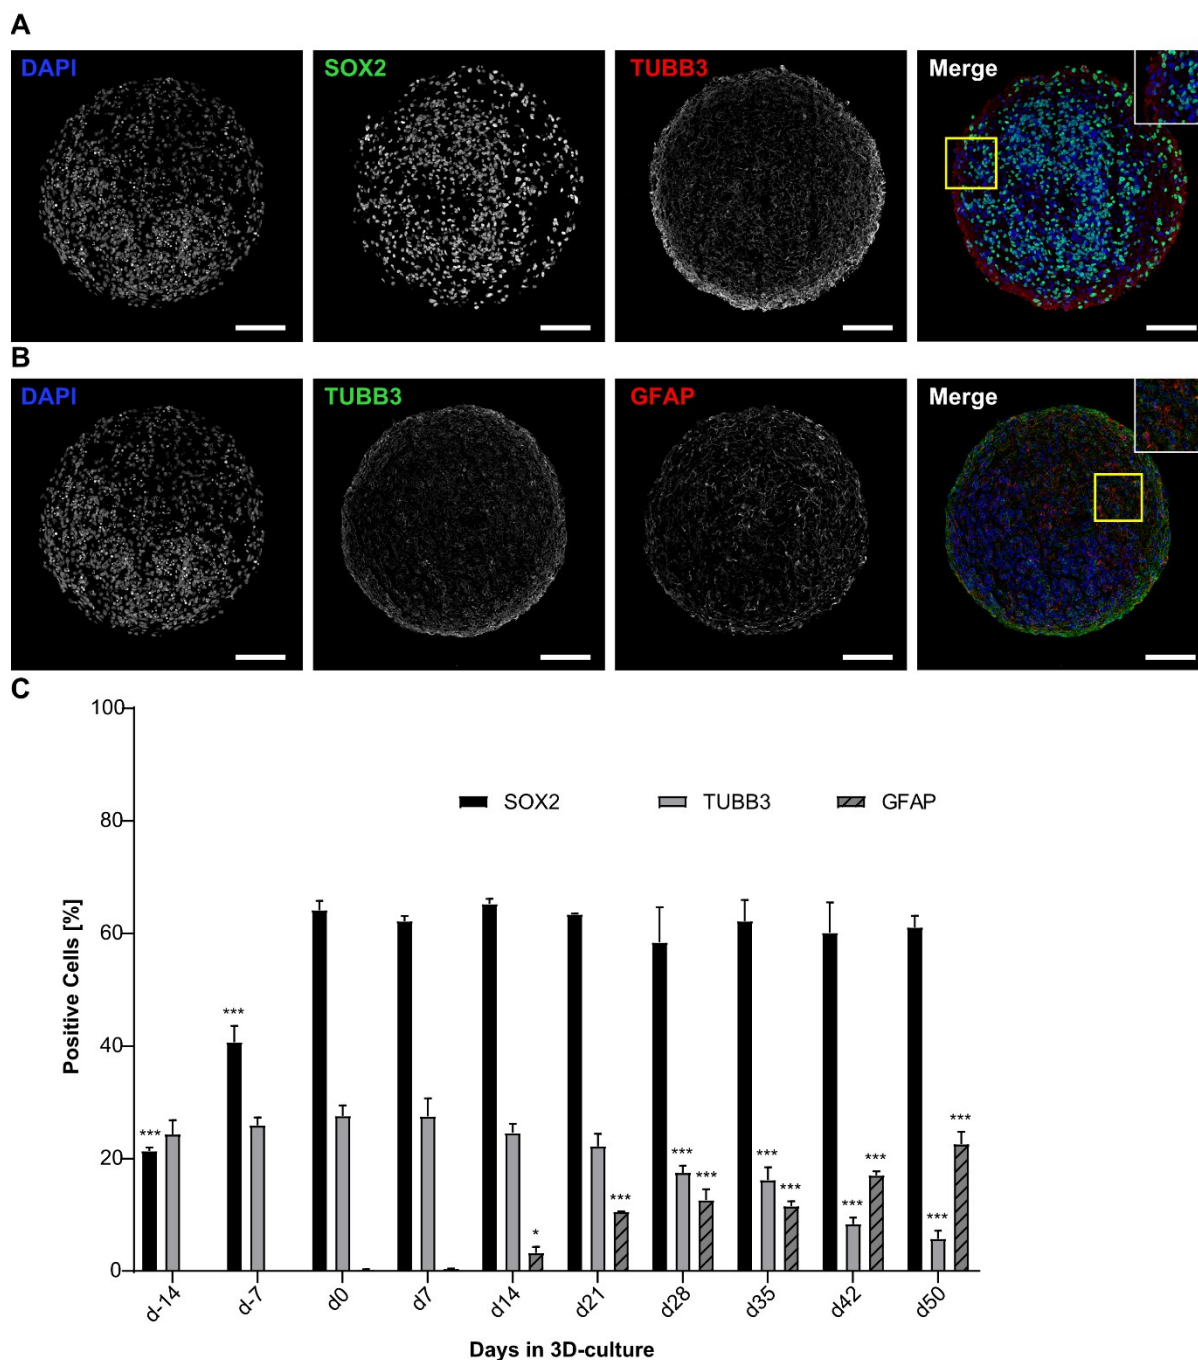 A
DAPI SOX2 TUBB3 Merge
B
DAPI TUBB3 GFAP Merge
C
100
80
60
40
20
0
Positive Cells [%]
SOX2 TUBB3 GFAP
***
***
*
***
*** ***
*** ***
*** ***
*** ***
d-14 d-7 d0 d7 d14 d21 d28 d35 d42 d50
Days in 3D-culture